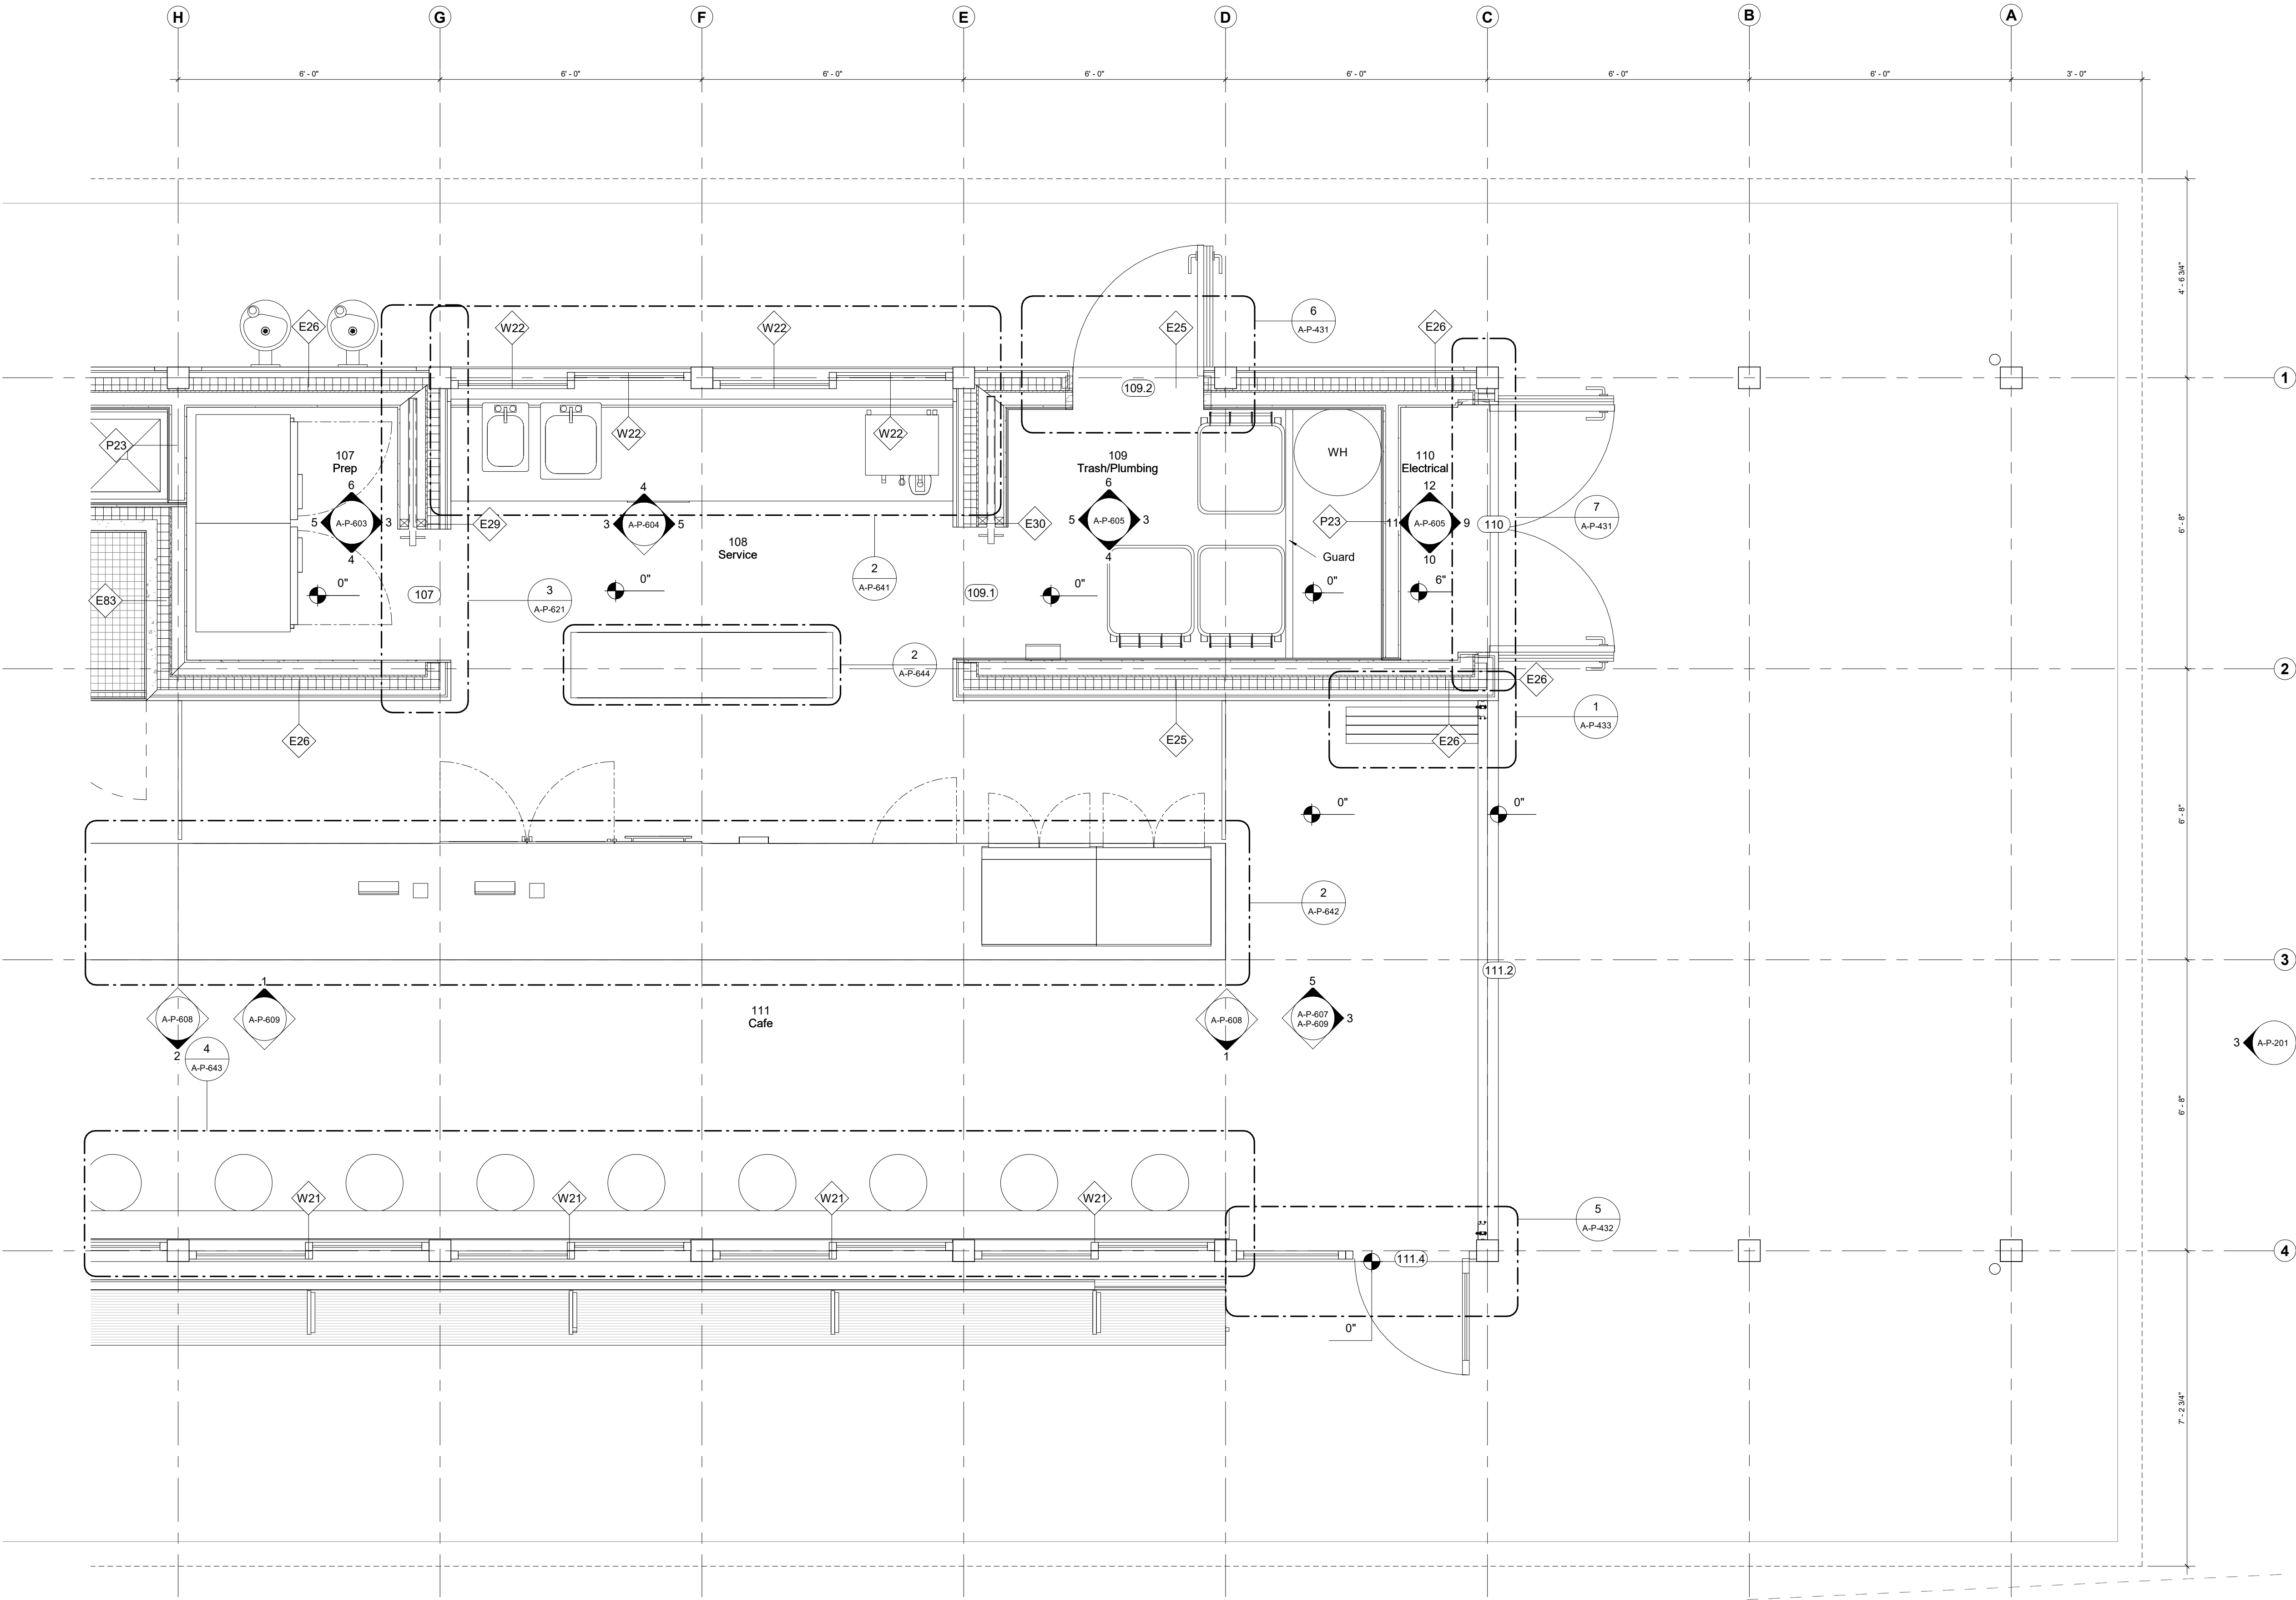 H
G
F
E
D
C
B
A
6' - 0"
6' - 0"
6' - 0"
6' - 0"
6' - 0"
6' - 0"
6' - 0"
3' - 0"
4' - 6 3/4"
6' - 8"
6' - 8"
6' - 8"
7' - 2 3/4"
1
2
3
4
E26
W22
W22
E25
6
A-P-431
E26
109.2
P23
W22
W22
107
Prep
6
5
A-P-603
3
4
0"
107
E29
4
3
A-P-604
5
108
Service
0"
3
A-P-621
2
A-P-641
E30
109.1
109
Trash/Plumbing
6
5
A-P-605
3
4
0"
WH
P23
Guard
0"
110
Electrical
12
11
A-P-605
9
10
6"
110
7
A-P-431
E83
E26
2
A-P-644
E25
E26
E26
1
A-P-433
0"
0"
2
A-P-642
111.2
A-P-608
2
1
A-P-609
111
Cafe
A-P-608
1
5
A-P-607
A-P-609
3
3
A-P-201
4
A-P-643
W21
W21
W21
W21
5
A-P-432
111.4
0"